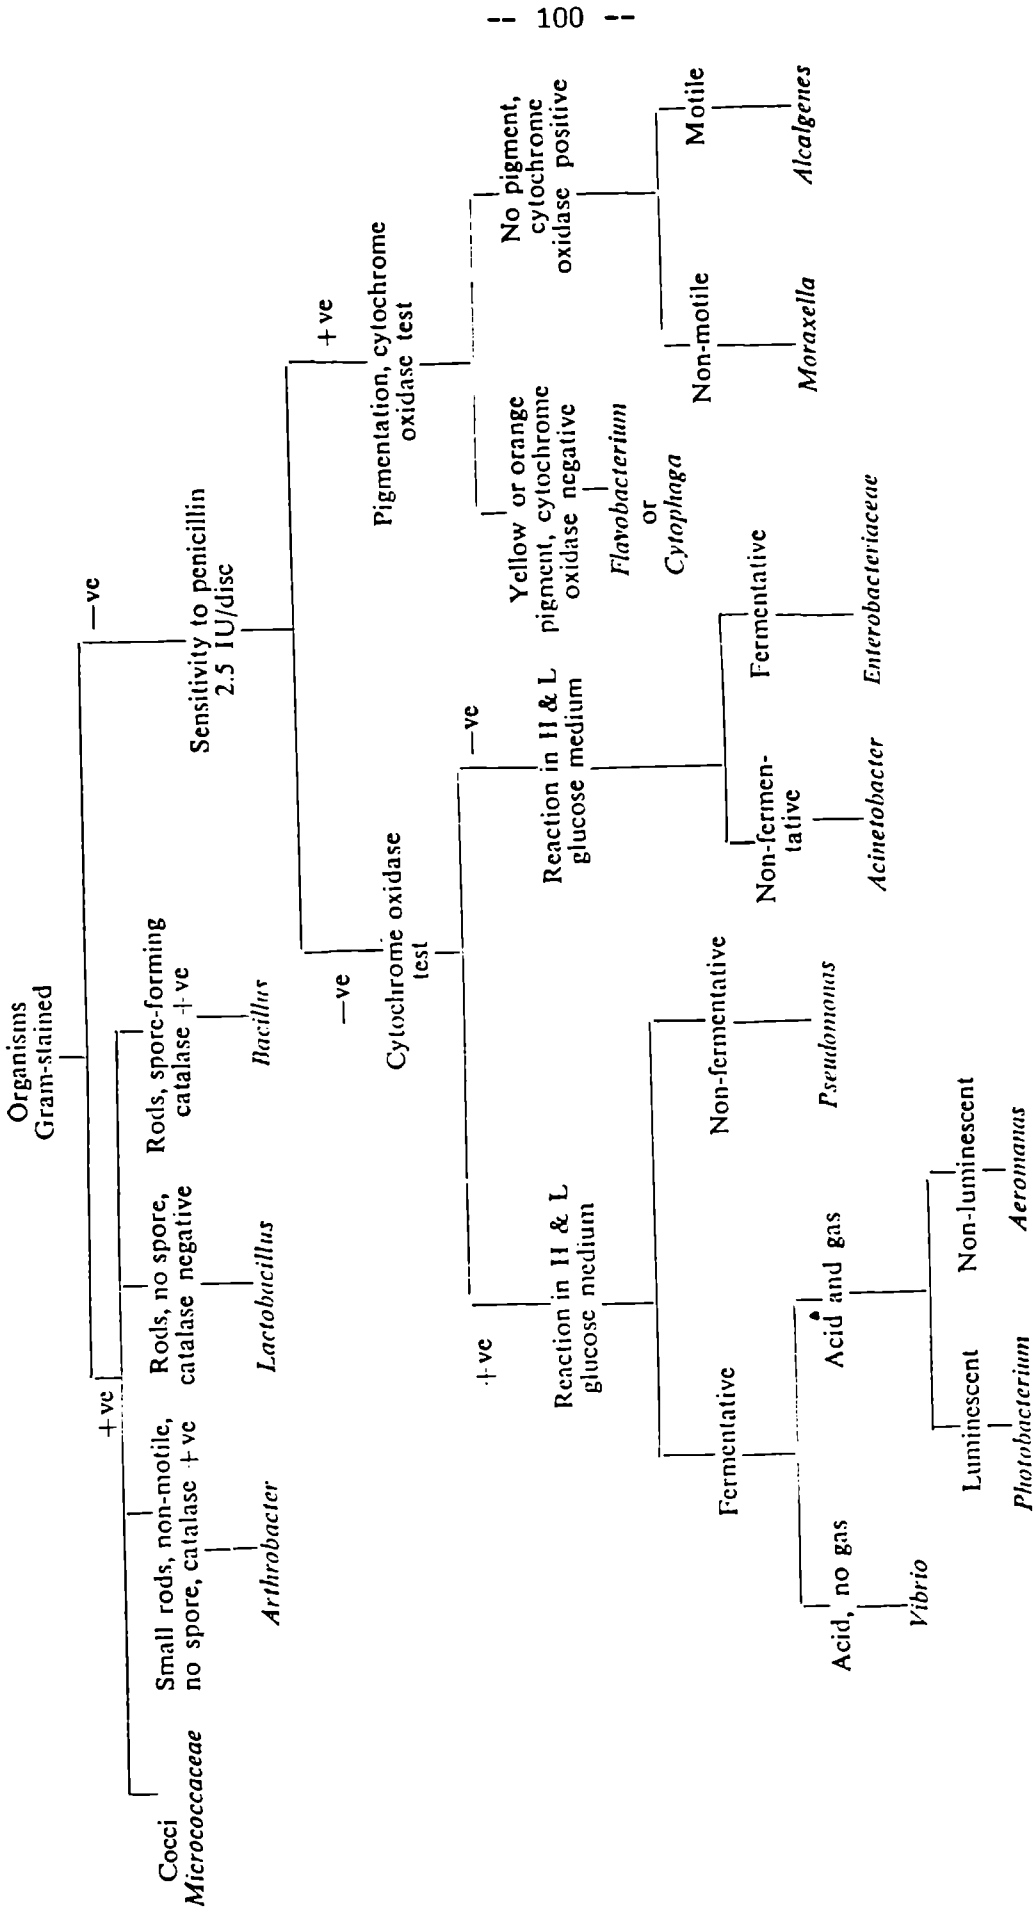 -- 100 --
Organisms
Gram-stained
+ve
—ve
Cocci
Micrococcaceae
Small rods, non-motile,
no spore, catalase +ve
Arthrobacter
Rods, no spore,
catalase negative
Lactobacillus
Rods, spore-forming
catalase +ve
Bacillus
Sensitivity to penicillin
2.5 IU/disc
—ve
+ve
Cytochrome oxidase
test
Pigmentation, cytochrome
oxidase test
+ve
—ve
Yellow or orange
pigment, cytochrome
oxidase negative
Flavobacterium
or
Cytophaga
No pigment,
cytochrome
oxidase positive
Non-motile
Moraxella
Motile
Alcalgenes
Reaction in H & L
glucose medium
Reaction in H & L
glucose medium
Fermentative
Non-fermentative
Pseudomonas
Non-fermen-
tative
Acinetobacter
Fermentative
Enterobacteriaceae
Acid, no gas
Vibrio
Acid and gas
Luminescent
Photobacterium
Non-luminescent
Aeromanas